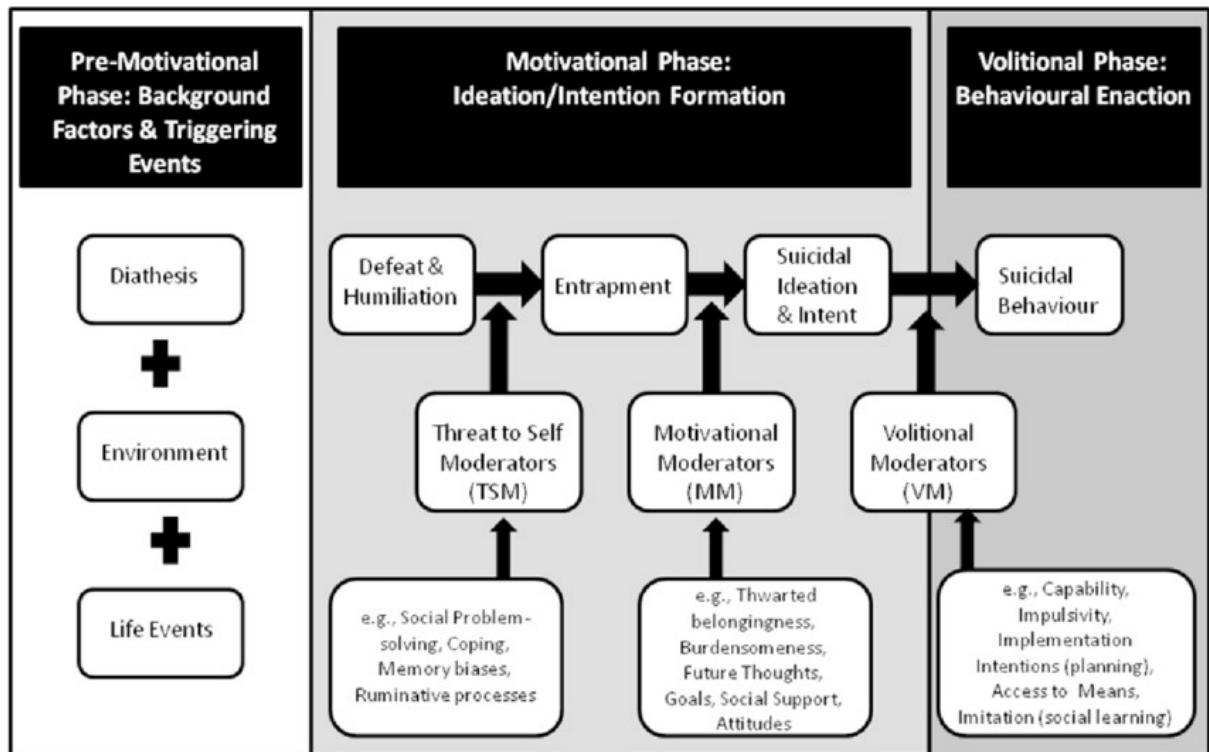 Pre-Motivational
Phase: Background
Factors & Triggering
Events
Motivational Phase:
Ideation/Intention Formation
Volitional Phase:
Behavioural Enaction
Diathesis
Environment
Life Events
Defeat &
Humiliation
Entrapment
Suicidal
Ideation
& Intent
Suicidal
Behaviour
Threat to Self
Moderators
(TSM)
Motivational
Moderators
(MM)
Volitional
Moderators
(VM)
e.g., Social Problem-
solving, Coping,
Memory biases,
Ruminative processes
e.g., Thwarted
belongingness,
Burdensomeness,
Future Thoughts,
Goals, Social Support,
Attitudes
e.g., Capability,
Impulsivity,
Implementation
Intentions (planning),
Access to Means,
Imitation (social learning)